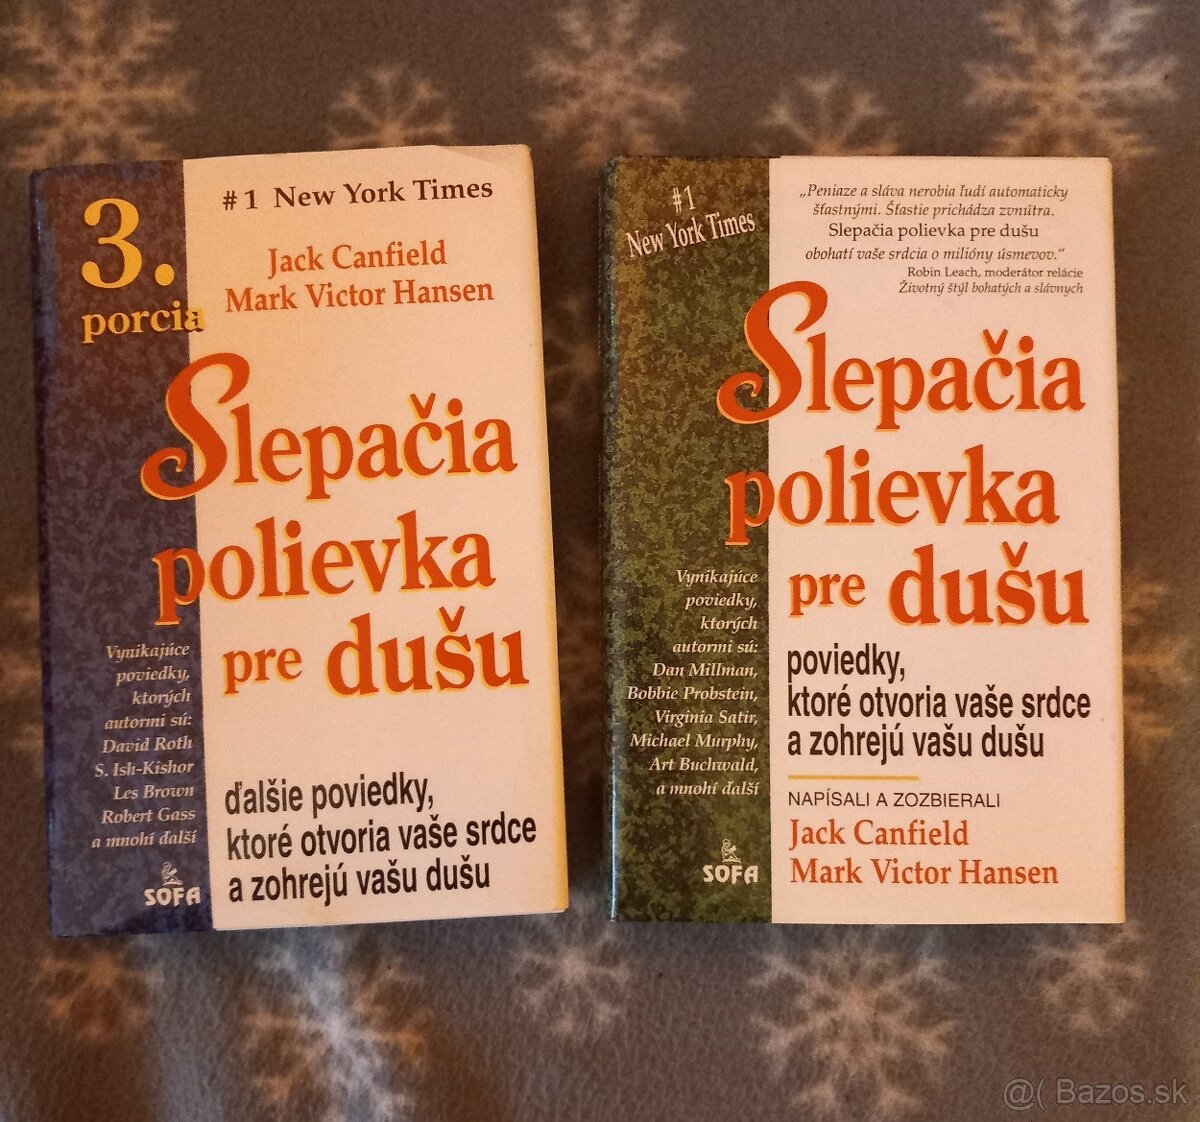 3.
porcia
# 1 New York Times
Jack Canfield
Mark Victor Hansen
Slepačia
polievka
pre dušu
Vynikajúce
poviedky,
ktorých
autormi sú:
David Roth
S. Ish-Kishor
Les Brown
Robert Gass
a mnohí ďalší
SOFA
ďalšie poviedky,
ktoré otvoria vaše srdce
a zohrejú vašu dušu
# 1
New York Times
„Peniaze a sláva nerobia ľudí automaticky
šťastnými. Šťastie prichádza zvnútra.
Slepačia polievka pre dušu
obohatí vaše srdcia o milióny úsmevov.“
Robin Leach, moderátor relácie
Životný štýl bohatých a slávnych
Slepačia
polievka
pre dušu
Vynikajúce
poviedky,
ktorých
autormi sú:
Dan Millman,
Bobbie Probstein,
Virginia Satir,
Michael Murphy,
Art Buchwald,
a mnohí ďalší
SOFA
poviedky,
ktoré otvoria vaše srdce
a zohrejú vašu dušu
NAPÍSALI A ZOZBIERALI
Jack Canfield
Mark Victor Hansen
@( Bazos.sk